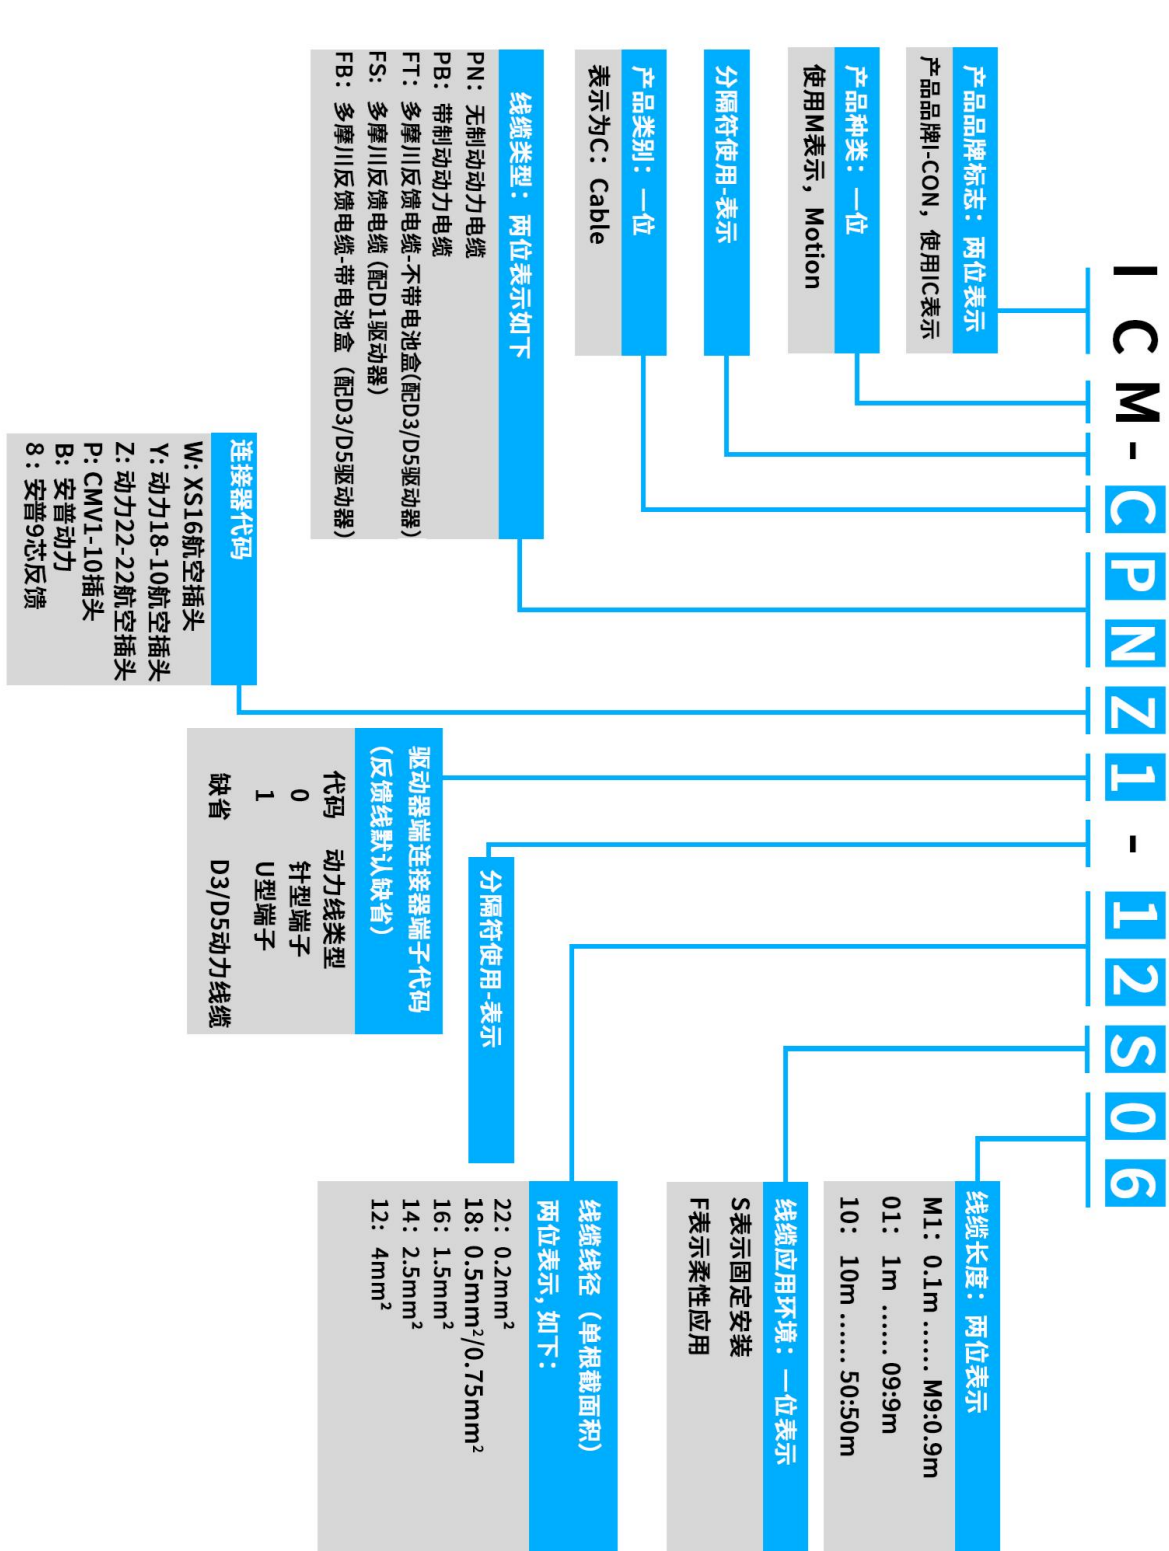 ICM-CPNZ1-12S06
产品品牌标志：两位表示
产品品牌I-CON，使用IC表示
产品种类：一位
使用M表示，Motion
分隔符使用-表示
产品类别：一位
表示为C：Cable
线缆类型：两位表示如下
PN：无制动动力电缆
PB：带制动动力电缆
FT：多摩川反馈电缆-不带电池盒(配D3/D5驱动器)
FS：多摩川反馈电缆 (配D1驱动器)
FB：多摩川反馈电缆-带电池盒（配D3/D5驱动器）
连接器代码
W: XS16航空插头
Y: 动力18-10航空插头
Z: 动力22-22航空插头
P: CMV1-10插头
B: 安普动力
8：安普9芯反馈
驱动器端连接器端子代码
（反馈线默认缺省）
代码 动力线类型
0 针型端子
1 U型端子
缺省 D3/D5动力线缆
分隔符使用-表示
线缆线径（单根截面积）
两位表示, 如下：
22：0.2mm²
18：0.5mm²/0.75mm²
16：1.5mm²
14：2.5mm²
12：4mm²
线缆应用环境：一位表示
S表示固定安装
F表示柔性应用
线缆长度：两位表示
M1：0.1m ...... M9:0.9m
01：1m ...... 09:9m
10：10m ...... 50:50m